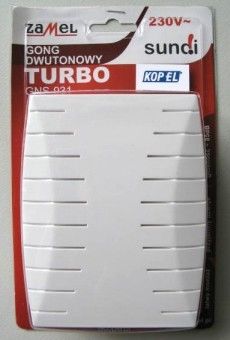 ZAMEL
230V~
GONG
DWUTONOWY
sundi
TURBO
KOP EL
GNS-921